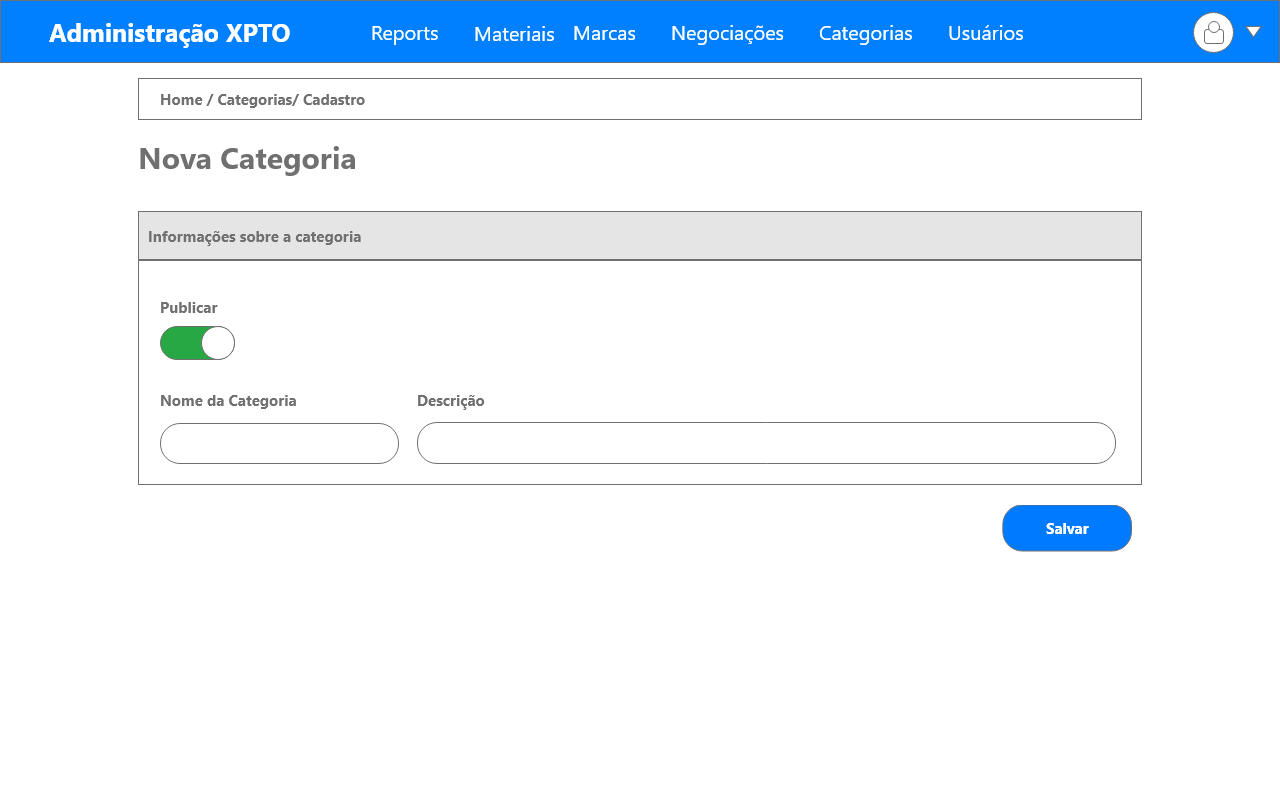 Administração XPTO Reports Materiais Marcas Negociações Categorias Usuários
Home / Categorias/ Cadastro
Nova Categoria
Informações sobre a categoria
Publicar
Nome da Categoria Descrição
Salvar